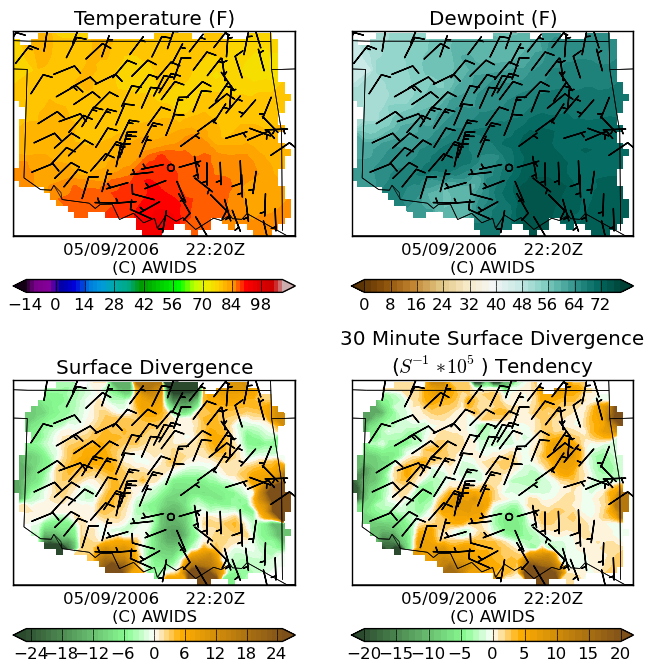 Temperature (F)
Dewpoint (F)
05/09/2006 22:20Z
(C) AWIDS
05/09/2006 22:20Z
(C) AWIDS
−14 0 14 28 42 56 70 84 98
0 8 16 24 32 40 48 56 64 72
Surface Divergence
30 Minute Surface Divergence
(S⁻¹ ∗10⁵ ) Tendency
05/09/2006 22:20Z
(C) AWIDS
05/09/2006 22:20Z
(C) AWIDS
−24 −18 −12 −6 0 6 12 18 24
−20 −15 −10 −5 0 5 10 15 20